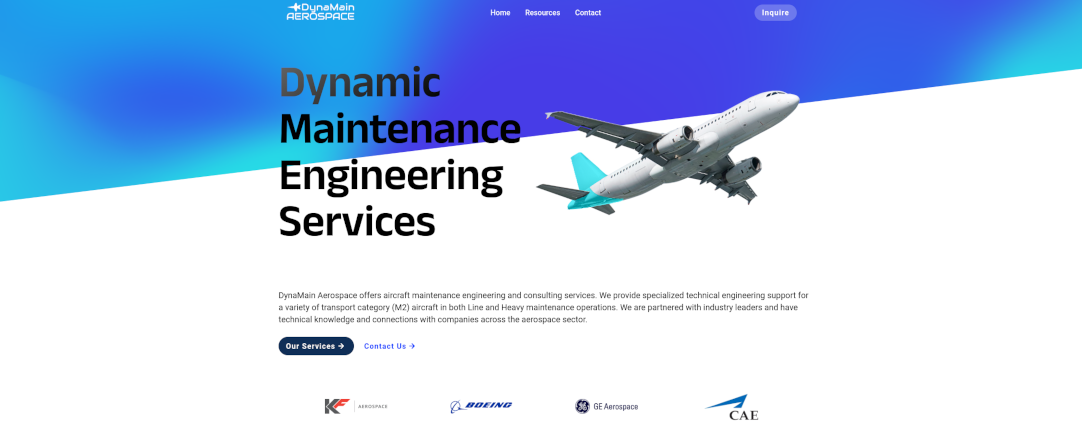 DynaMain
AEROSPACE
Home Resources Contact
Inquire
Dynamic
Maintenance
Engineering
Services
DynaMain Aerospace offers aircraft maintenance engineering and consulting services. We provide specialized technical engineering support for
a variety of transport category (M2) aircraft in both Line and Heavy maintenance operations. We are partnered with industry leaders and have
technical knowledge and connections with companies across the aerospace sector.
Our Services → Contact Us →
KF AEROSPACE
BOEING
GE Aerospace
CAE